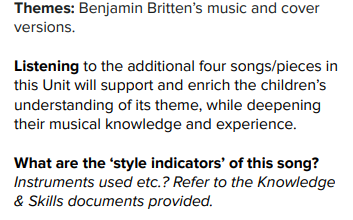 Themes: Benjamin Britten's music and cover
versions.
Listening to the additional four songs/pieces in
this Unit will support and enrich the children's
understanding of its theme, while deepening
their musical knowledge and experience.
What are the 'style indicators' of this song?
Instruments used etc.? Refer to the Knowledge
& Skills documents provided.